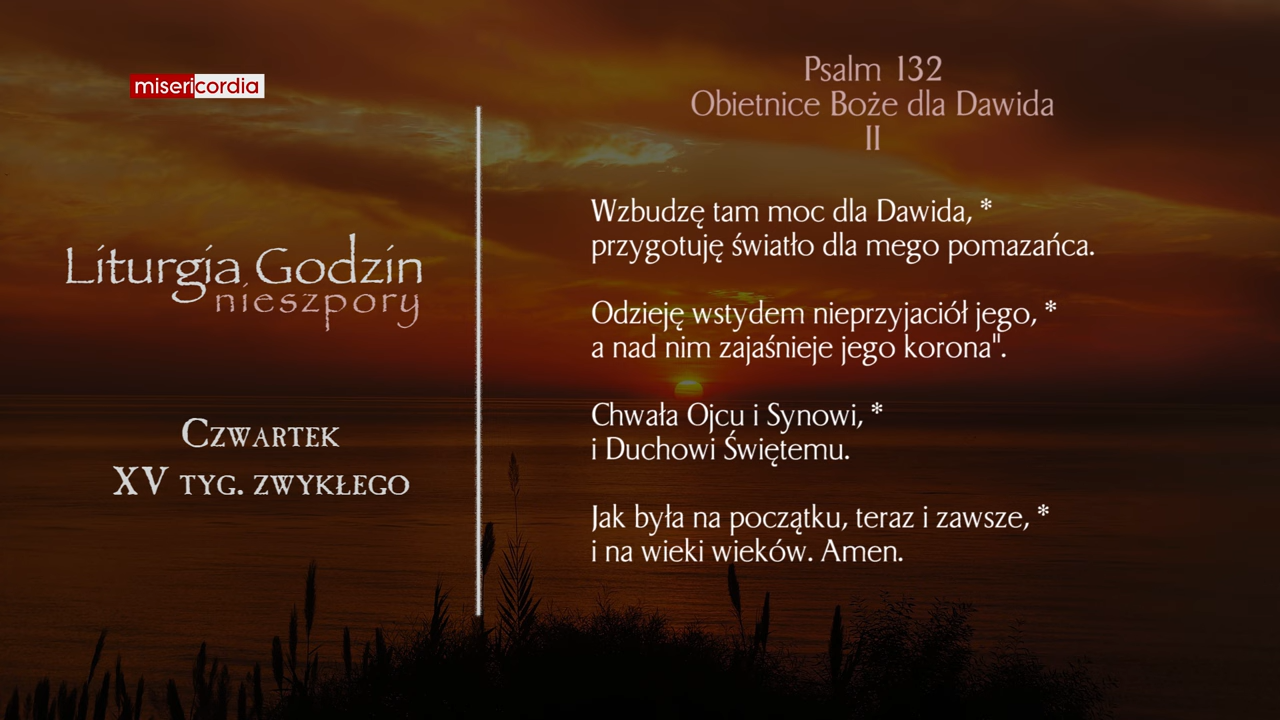 misericordia
Liturgia Godzin
nieszpory
Czwartek
XV tyg. zwykłego
Psalm 132
Obietnice Boże dla Dawida
II
Wzbudzę tam moc dla Dawida, *
przygotuję światło dla mego pomazańca.
Odzieję wstydem nieprzyjaciół jego, *
a nad nim zajaśnieje jego korona".
Chwała Ojcu i Synowi, *
i Duchowi Świętemu.
Jak była na początku, teraz i zawsze, *
i na wieki wieków. Amen.